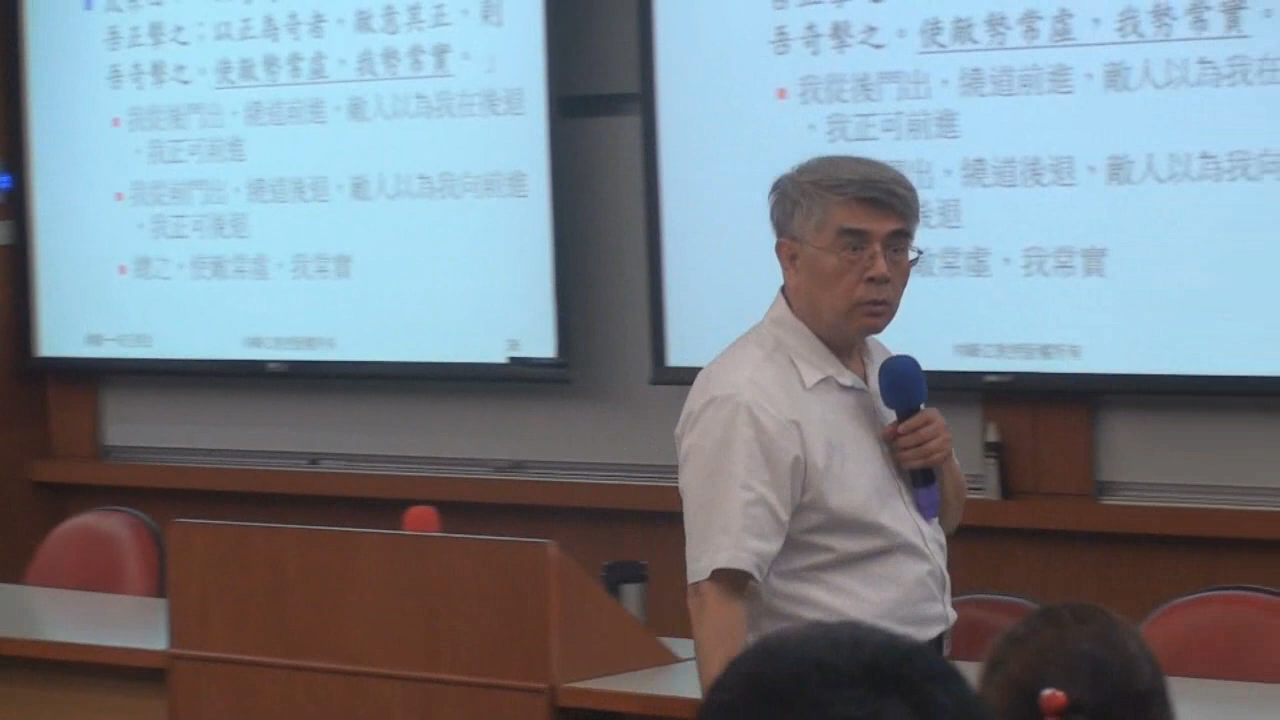 吾正擊之；以正為奇者，敵意其正，則
吾奇擊之。使敵勢常虛，我勢常實。」
我從後門出，繞道前進，敵人以為我在後退
，我正可前進
我從前門出，繞道後退，敵人以為我向前進
，我正可後退
總之，使敵常虛，我常實
吾奇擊之。使敵勢常虛，我勢常實。
我從後門出，繞道前進，敵人以為我在
，我正可前進
出，繞道後退，敵人以為我向
後退
敵常虛，我常實